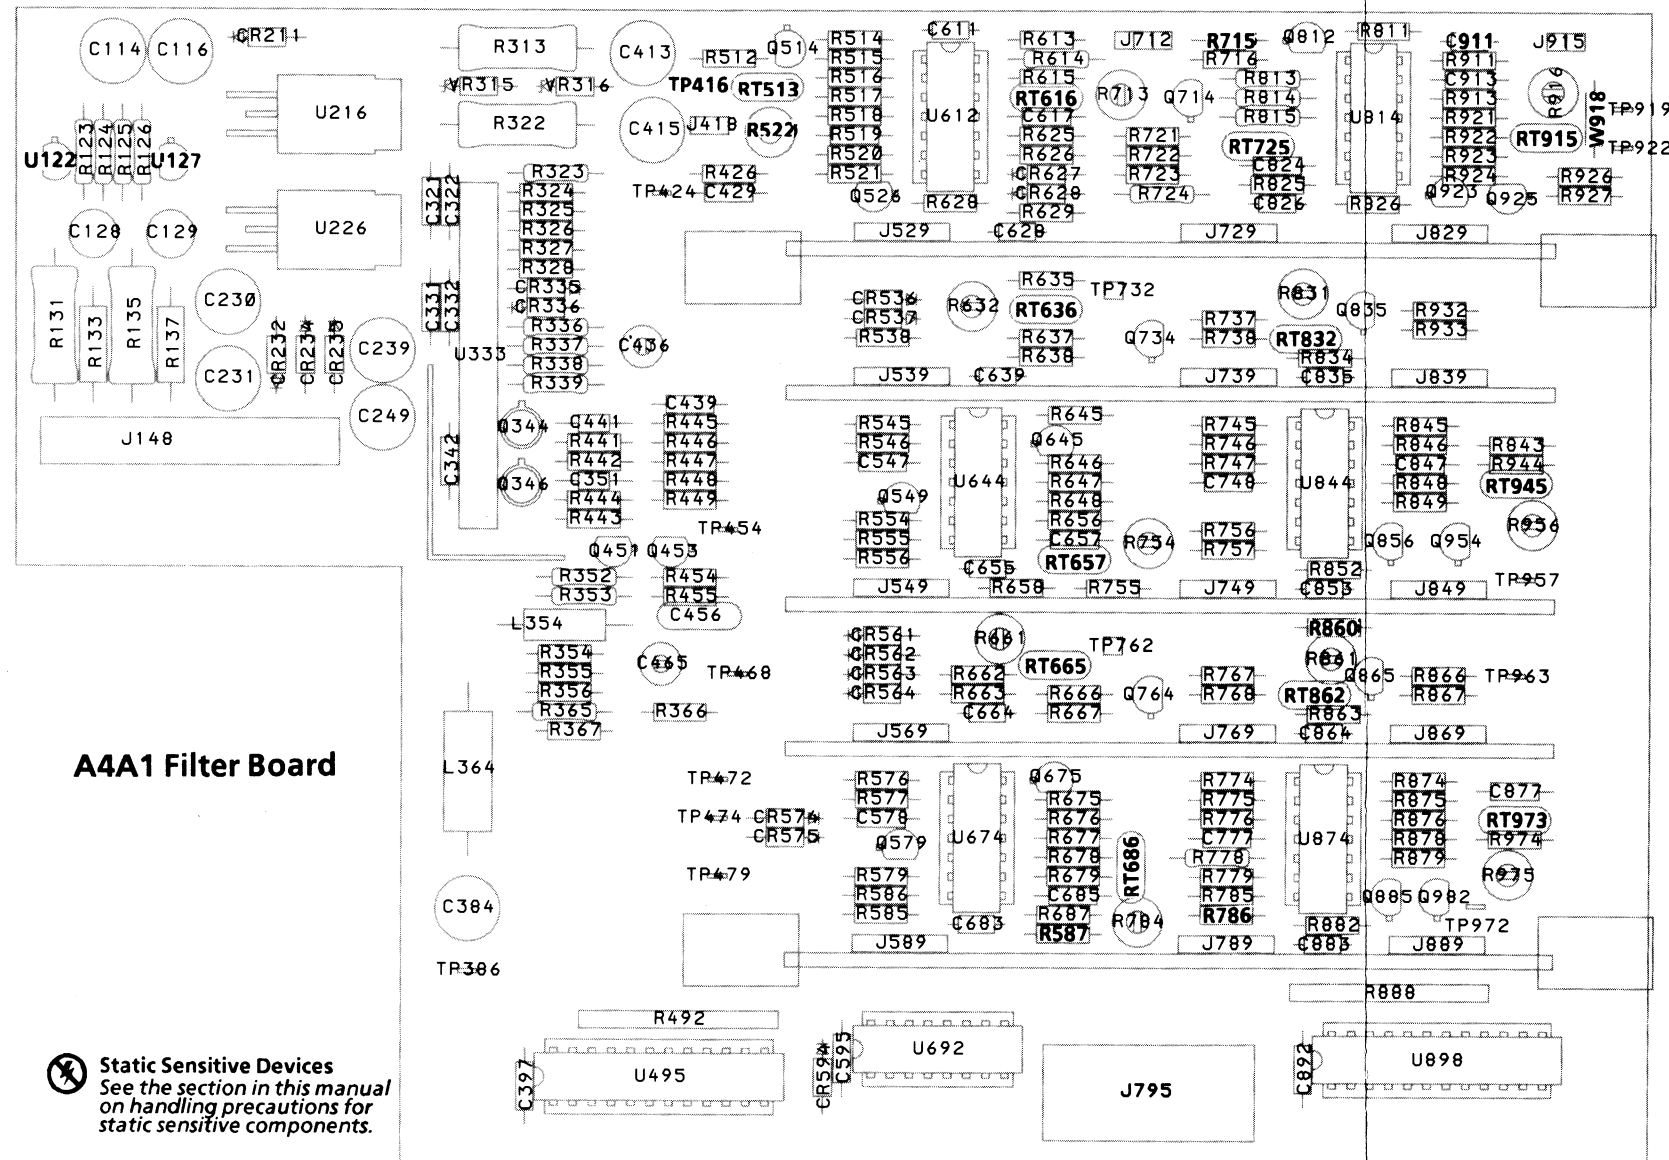 C114
C116
CR211
R313
C413
R512
Q514
R514
C611
R613
J712
R715
Q812
R811
C911
J915
R515
R614
R716
R911
VR315
VR316
TP416
RT513
R516
R615
R713
Q714
R813
C913
R916
U216
R322
C415
J418
R522
R517
R518
R519
R520
R521
U612
RT616
C617
R625
R626
CR627
CR628
R629
R814
R815
U814
R913
R921
R922
R923
R924
RT915
W918
TP919
TP922
U122
R123
R124
R125
R126
U127
R721
R722
R723
R724
RT725
C824
R825
C826
R323
R426
TP424
C429
Q526
R628
R826
Q923
Q925
R926
R927
C321
C322
R324
R325
R326
R327
R328
C128
C129
U226
J529
C628
J729
J829
R131
R133
R135
R137
C230
C231
CR232
CR234
CR235
C239
C249
C331
C332
CR335
CR336
R336
R337
R338
R339
U333
C436
CR536
CR537
R538
R632
R635
RT636
R637
R638
TP732
Q734
R737
R738
R831
RT832
R834
Q835
R932
R933
J539
C639
J739
C835
J839
J148
C342
Q344
Q346
C441
R441
R442
C351
R444
R443
C439
R445
R446
R447
R448
R449
TP454
R545
R546
C547
Q549
R554
R555
R556
U644
R645
Q645
R646
R647
R648
R656
C657
RT657
R754
R745
R746
R747
C748
R756
R757
U844
R845
R846
C847
R848
R849
R843
R944
RT945
R956
Q856
Q954
Q451
Q453
R352
R353
R454
R455
C456
C655
R852
TP957
J549
R658
R755
J749
C853
J849
L354
R354
R355
R356
R365
R367
C465
TP468
R366
CR561
CR562
CR563
CR564
R661
R662
R663
C664
RT665
R666
R667
TP762
Q764
R767
R768
R860
R861
RT862
R863
Q865
R866
R867
TP963
J569
J769
C864
J869
A4A1 Filter Board
L364
TP472
TP474
CR574
CR575
TP479
R576
R577
C578
Q579
R579
R586
R585
U674
Q675
R675
R676
R677
R678
R679
C685
R687
R587
RT686
R784
R774
R775
R776
C777
R778
R779
R785
R786
U874
R874
R875
R876
R878
R879
C877
RT973
R974
R975
Q885
Q982
TP972
C384
TP386
J589
C683
J789
R882
C883
J889
R888
R492
C397
U495
CR594
C595
U692
J795
C892
U898
Static Sensitive Devices
See the section in this manual
on handling precautions for
static sensitive components.